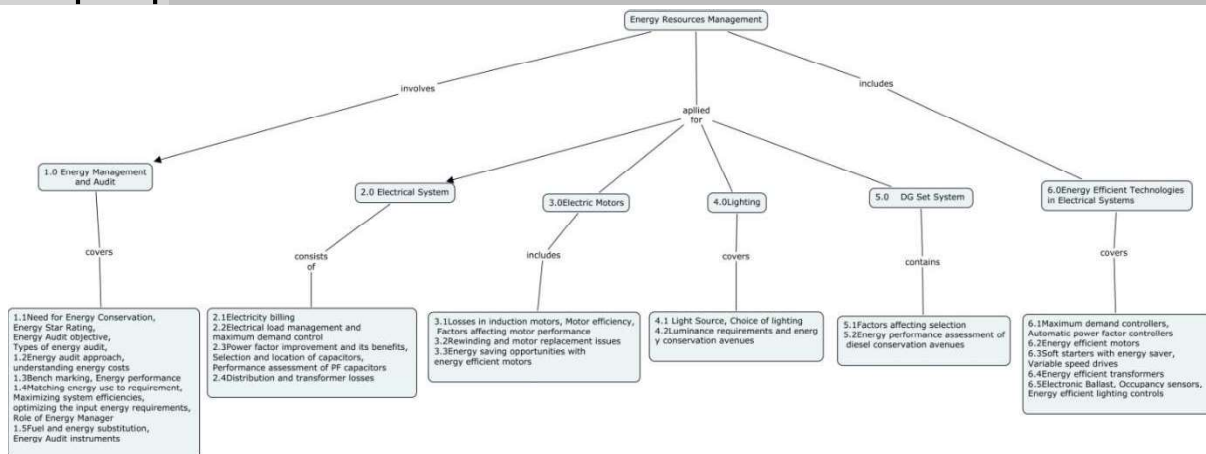 Energy Resources Management
involves
apllied
for
includes
1.0 Energy Management
and Audit
2.0 Electrical System
3.0Electric Motors
4.0Lighting
5.0 DG Set System
6.0Energy Efficient Technologies
in Electrical Systems
covers
consists
of
includes
covers
contains
covers
1.1Need for Energy Conservation,
Energy Star Rating,
Energy Audit objective,
Types of energy audit,
1.2Energy audit approach,
understanding energy costs
1.3Bench marking, Energy performance
1.4Matching energy use to requirement,
Maximizing system efficiencies,
optimizing the input energy requirements,
Role of Energy Manager
1.5Fuel and energy substitution,
Energy Audit instruments
2.1Electricity billing
2.2Electrical load management and
maximum demand control
2.3Power factor improvement and its benefits,
Selection and location of capacitors,
Performance assessment of PF capacitors
2.4Distribution and transformer losses
3.1Losses in induction motors, Motor efficiency,
Factors affecting motor performance
3.2Rewinding and motor replacement issues
3.3Energy saving opportunities with
energy efficient motors
4.1 Light Source, Choice of lighting
4.2Luminance requirements and energ
y conservation avenues
5.1Factors affecting selection
5.2Energy performance assessment of
diesel conservation avenues
6.1Maximum demand controllers,
Automatic power factor controllers
6.2Energy efficient motors
6.3Soft starters with energy saver,
Variable speed drives
6.4Energy efficient transformers
6.5Electronic Ballast, Occupancy sensors,
Energy efficient lighting controls